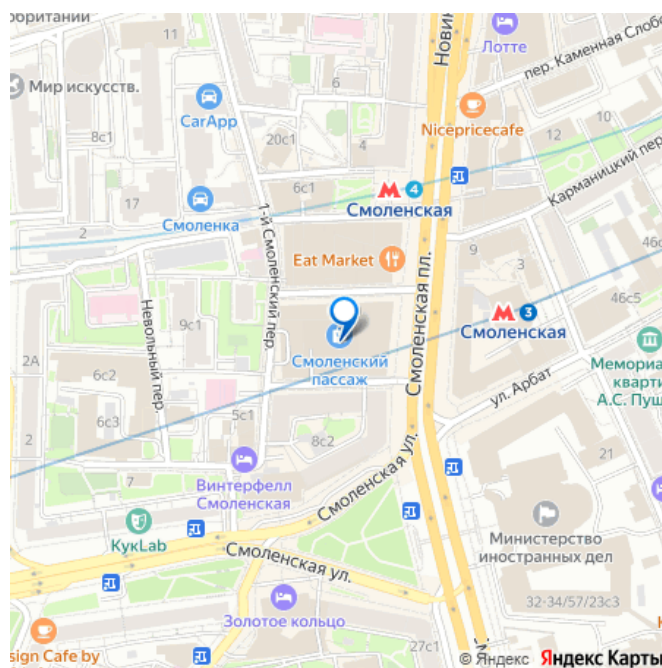 обритании
11
Новин
Лотте
пер. Каменная Слобо
Мир искусств.
CarApp
6
Nicepricecafe
8с1
20с1
4
12
10
6с1
4
Карманицкий пер.
17
Смоленка
Смоленская
1-й Смоленский пер.
2
Eat Market
9
3
46с
Невольный пер.
Смоленская пл.
3
46с5
9с1
Смоленский
пассаж
Смоленская
2А
6с2
Мемориа
кварти
А.С. Пуш
ул. Арбат
5с1
6с3
8с2
2
21
7
Винтерфелл
Смоленская
Смоленская ул.
КукLab
Министерство
иностранных дел
Смоленская ул.
Золотое кольцо
32-34/57/23с3
sign Cafe by
27с1
© Яндекс Яндекс Карты